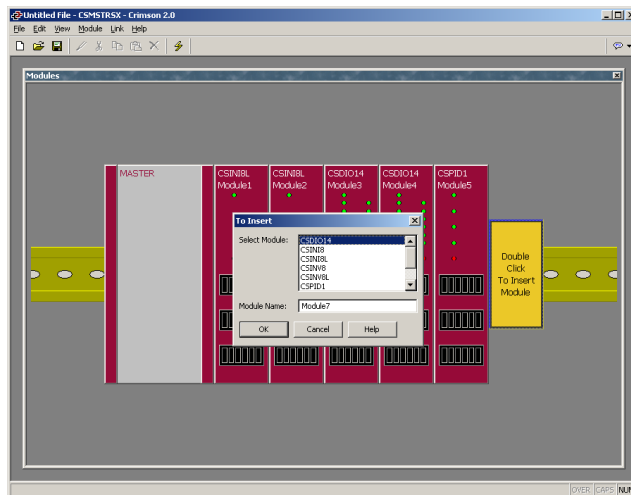 Untitled File - CSMSTRSX - Crimson 2.0
File Edit View Module Link Help
Modules
MASTER
CSINI8L
Module1
CSINI8L
Module2
CSDIO14
Module3
CSDIO14
Module4
CSPID1
Module5
To Insert
Select Module:
CSDIO14
CSINI8
CSINI8L
CSINV8
CSINV8L
CSPID1
Module Name:
Module7
OK Cancel Help
Double
Click
To Insert
Module
OVER CAPS NUM